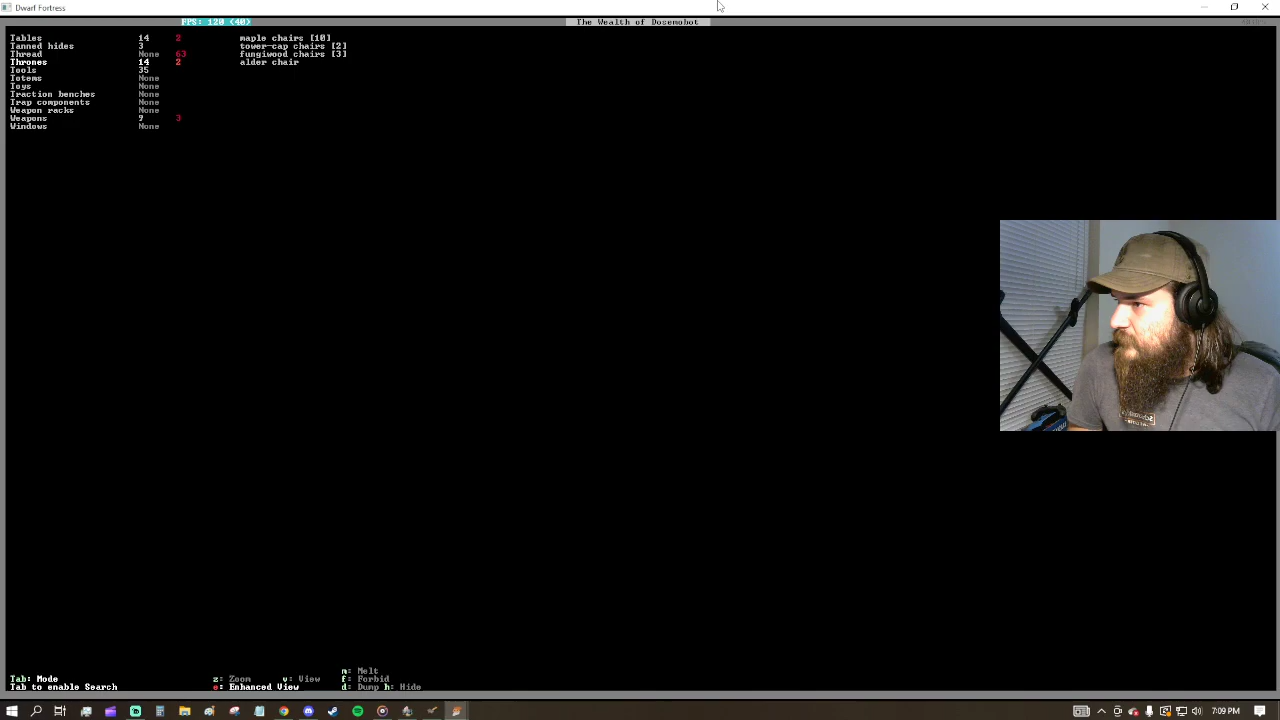 Dwarf Fortress
FPS: 120 (40)
The Wealth of Dosemobot
Tables 14 2 maple chairs [10]
Tanned hides 3 tower-cap chairs [2]
Thread None 63 fungiwood chairs [3]
Thrones 14 2 alder chair
Tools 35
Totems None
Toys None
Traction benches None
Trap components None
Weapon racks None
Weapons 9 3
Windows None
m: Melt
Tab: Mode z: Zoom v: View f: Forbid
Tab to enable Search e: Enhanced View d: Dump h: Hide
7:09 PM